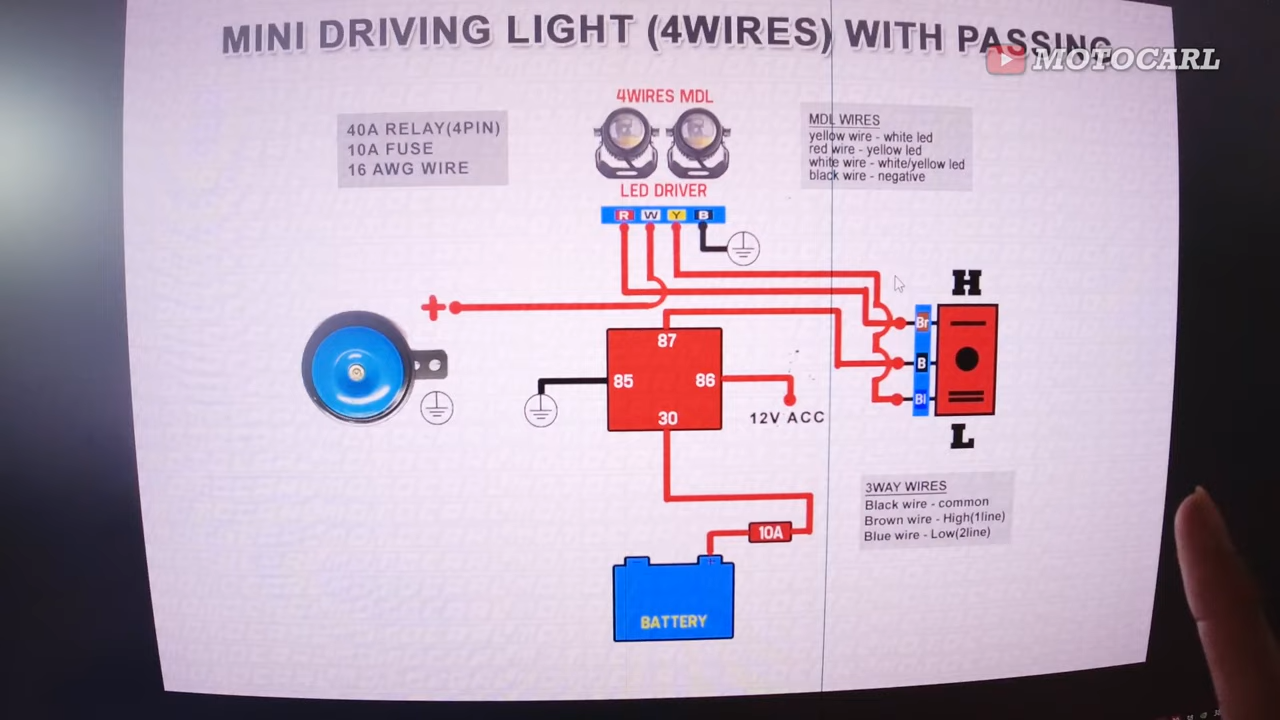 MINI DRIVING LIGHT (4WIRES) WITH PASSING
MOTOCARL
4WIRES MDL
40A RELAY(4PIN)
10A FUSE
16 AWG WIRE
MDL WIRES
yellow wire - white led
red wire - yellow led
white wire - white/yellow led
black wire - negative
LED DRIVER
R W Y B
H
+
87
Br
85
86
B
30
12V ACC
Bl
L
3WAY WIRES
Black wire - common
Brown wire - High(1line)
Blue wire - Low(2line)
10A
BATTERY